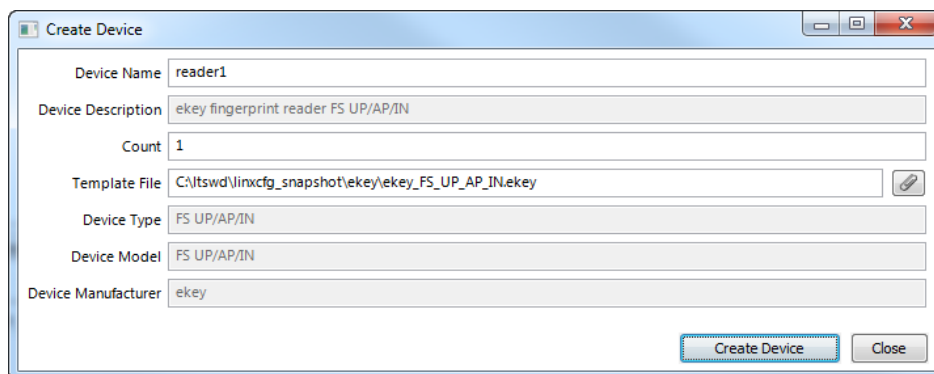 Create Device
Device Name reader1
Device Description ekey fingerprint reader FS UP/AP/IN
Count 1
Template File C:\ltswd\linxcfg_snapshot\ekey\ekey_FS_UP_AP_IN.ekey
Device Type FS UP/AP/IN
Device Model FS UP/AP/IN
Device Manufacturer ekey
Create Device Close